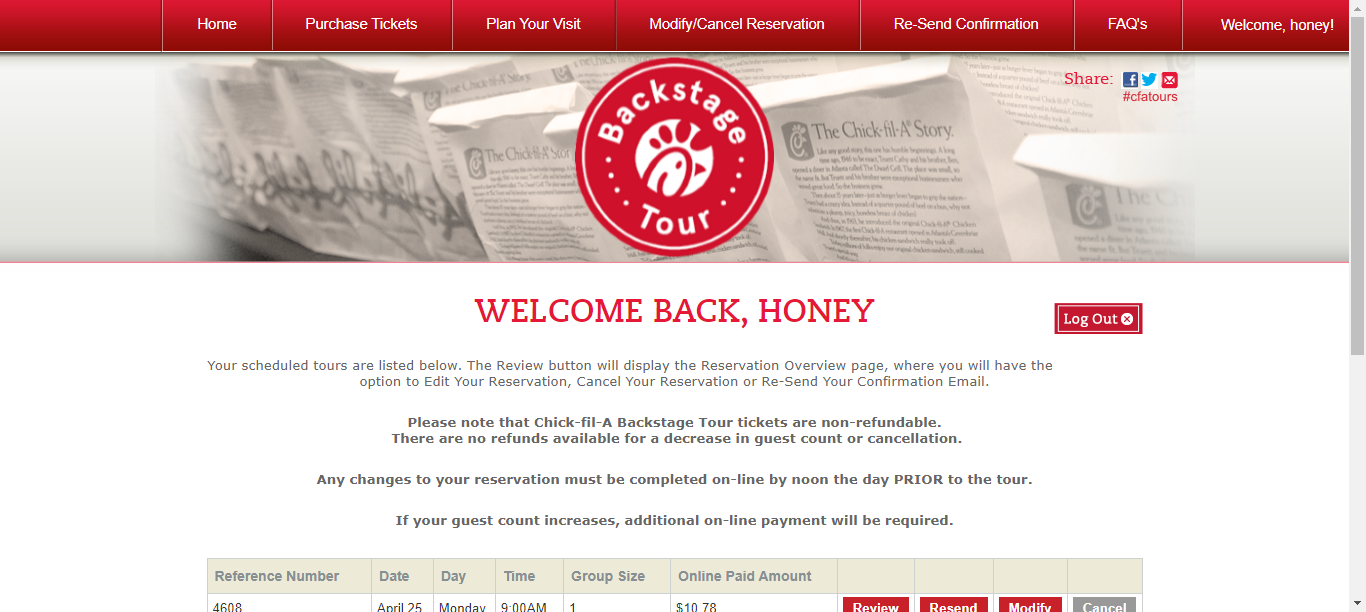 Home Purchase Tickets Plan Your Visit Modify/Cancel Reservation Re-Send Confirmation FAQ's Welcome, honey!
Share:
#cfatours
Backstage
Tour
The Chick-fil-A Story
The Chick-fil-A® Story.
WELCOME BACK, HONEY
Log Out
Your scheduled tours are listed below. The Review button will display the Reservation Overview page, where you will have the
option to Edit Your Reservation, Cancel Your Reservation or Re-Send Your Confirmation Email.
Please note that Chick-fil-A Backstage Tour tickets are non-refundable.
There are no refunds available for a decrease in guest count or cancellation.
Any changes to your reservation must be completed on-line by noon the day PRIOR to the tour.
If your guest count increases, additional on-line payment will be required.
Reference Number Date Day Time Group Size Online Paid Amount
4608 April 25 Monday 9:00AM 1 $10.78 Review Resend Modify Cancel